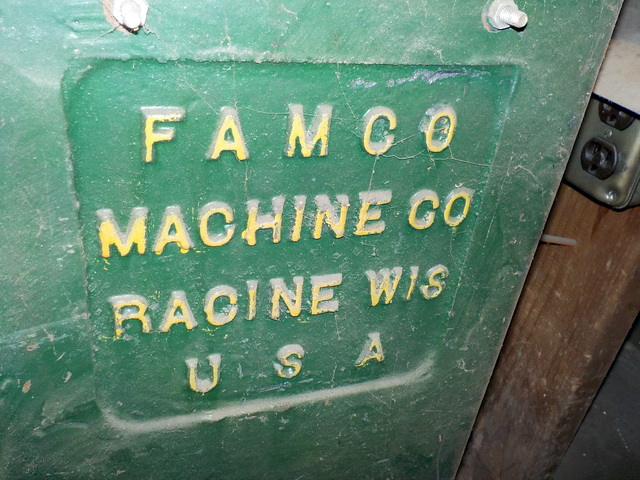 FAMCO
MACHINE CO
RACINE WIS
U S A